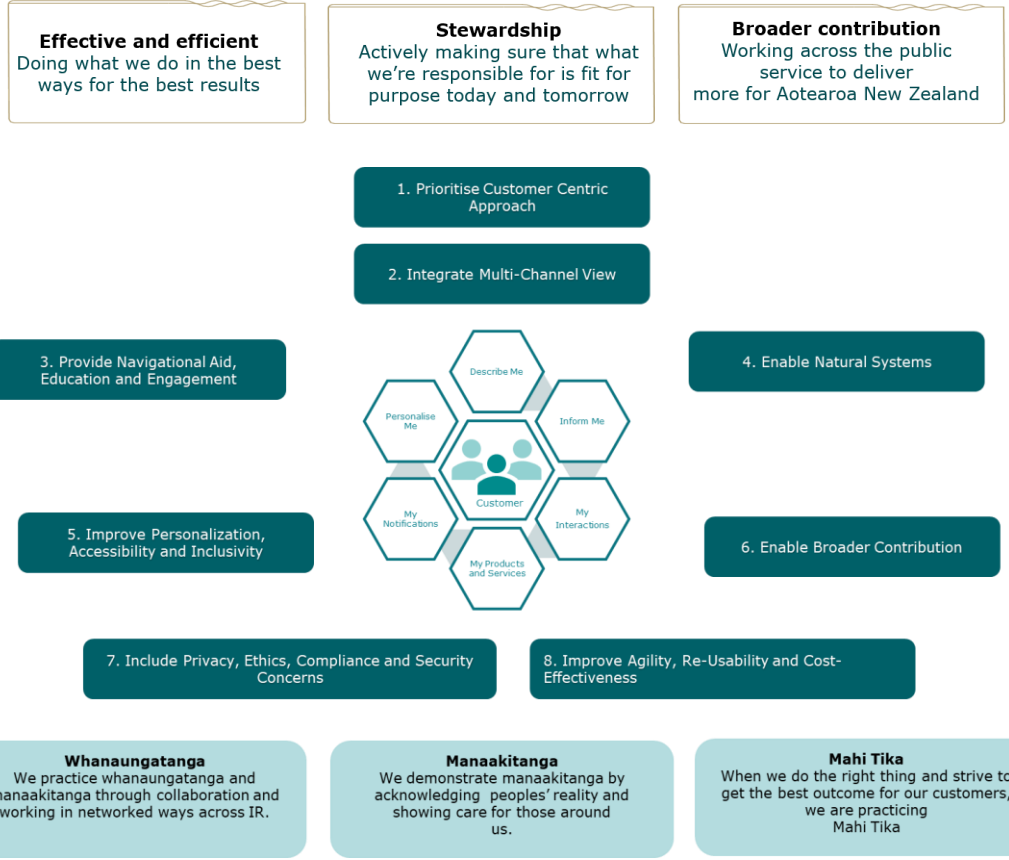 Effective and efficient
Doing what we do in the best
ways for the best results
Stewardship
Actively making sure that what
we're responsible for is fit for
purpose today and tomorrow
Broader contribution
Working across the public
service to deliver
more for Aotearoa New Zealand
1. Prioritise Customer Centric
Approach
2. Integrate Multi-Channel View
3. Provide Navigational Aid,
Education and Engagement
4. Enable Natural Systems
Describe Me
Personalise
Me
Inform Me
Customer
My
Notifications
My
Interactions
My Products
and Services
5. Improve Personalization,
Accessibility and Inclusivity
6. Enable Broader Contribution
7. Include Privacy, Ethics, Compliance and Security
Concerns
8. Improve Agility, Re-Usability and Cost-
Effectiveness
Whanaungatanga
We practice whanaungatanga and
manaakitanga through collaboration and
working in networked ways across IR.
Manaakitanga
We demonstrate manaakitanga by
acknowledging peoples' reality and
showing care for those around
us.
Mahi Tika
When we do the right thing and strive to
get the best outcome for our customers,
we are practicing
Mahi Tika